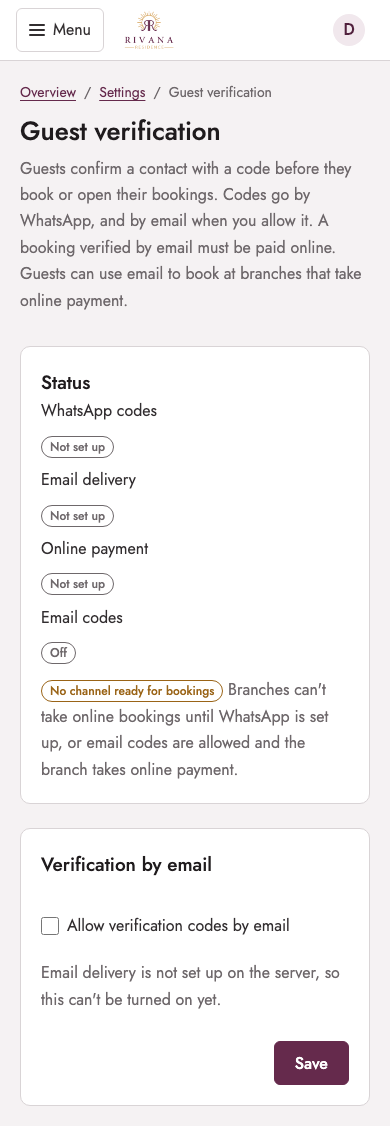 Menu
RIVANA
RESIDENCE
D
Overview / Settings / Guest verification
Guest verification
Guests confirm a contact with a code before they
book or open their bookings. Codes go by
WhatsApp, and by email when you allow it. A
booking verified by email must be paid online.
Guests can use email to book at branches that take
online payment.
Status
WhatsApp codes
Not set up
Email delivery
Not set up
Online payment
Not set up
Email codes
Off
No channel ready for bookings Branches can't
take online bookings until WhatsApp is set
up, or email codes are allowed and the
branch takes online payment.
Verification by email
Allow verification codes by email
Email delivery is not set up on the server, so
this can't be turned on yet.
Save